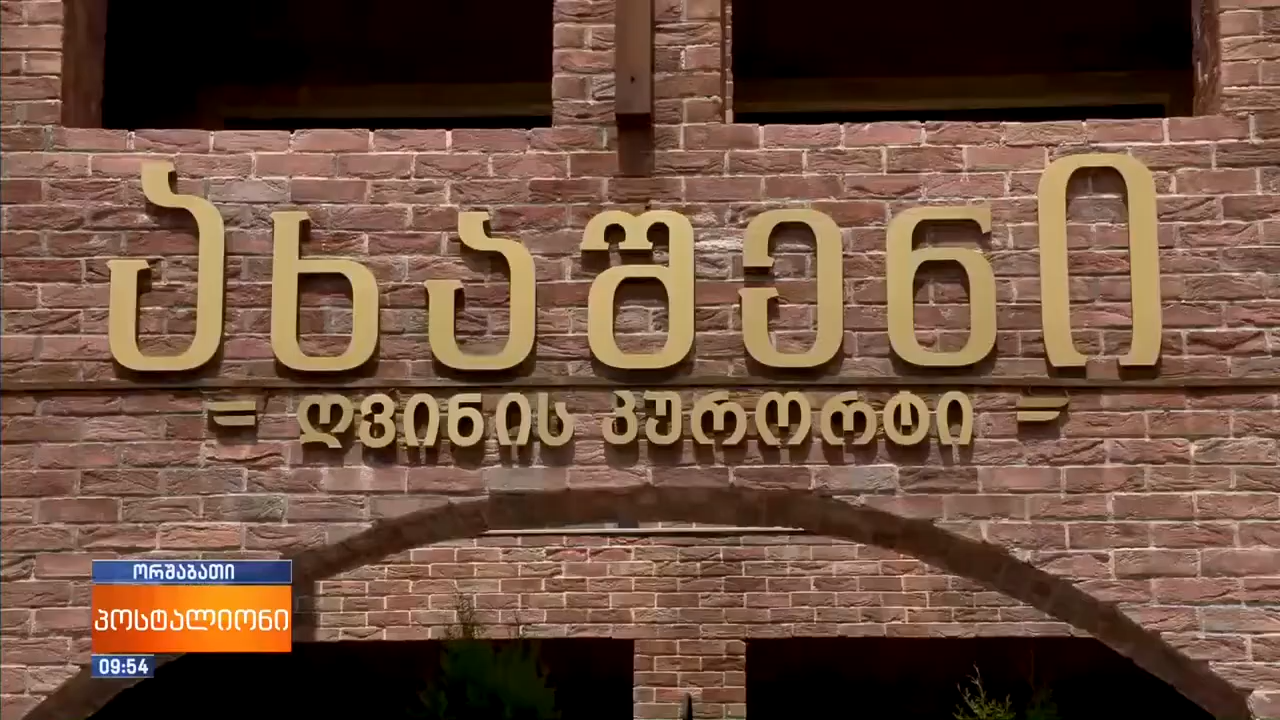 ახაშენი
= ღვინის კურორტი =
ორშაბათი
პოსტალიონი
09:54